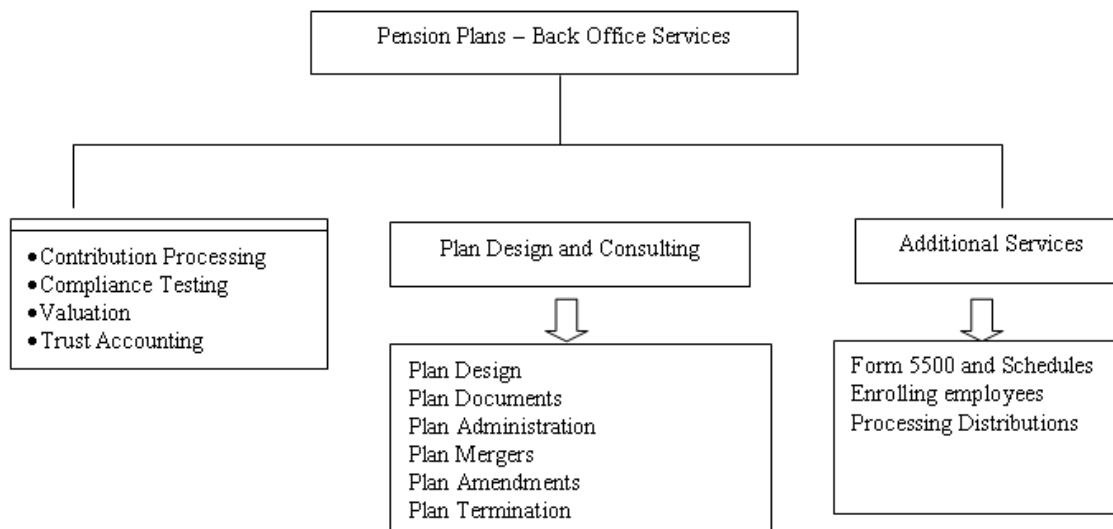 Pension Plans – Back Office Services
• Contribution Processing
• Compliance Testing
• Valuation
• Trust Accounting
Plan Design and Consulting
Plan Design
Plan Documents
Plan Administration
Plan Mergers
Plan Amendments
Plan Termination
Additional Services
Form 5500 and Schedules
Enrolling employees
Processing Distributions